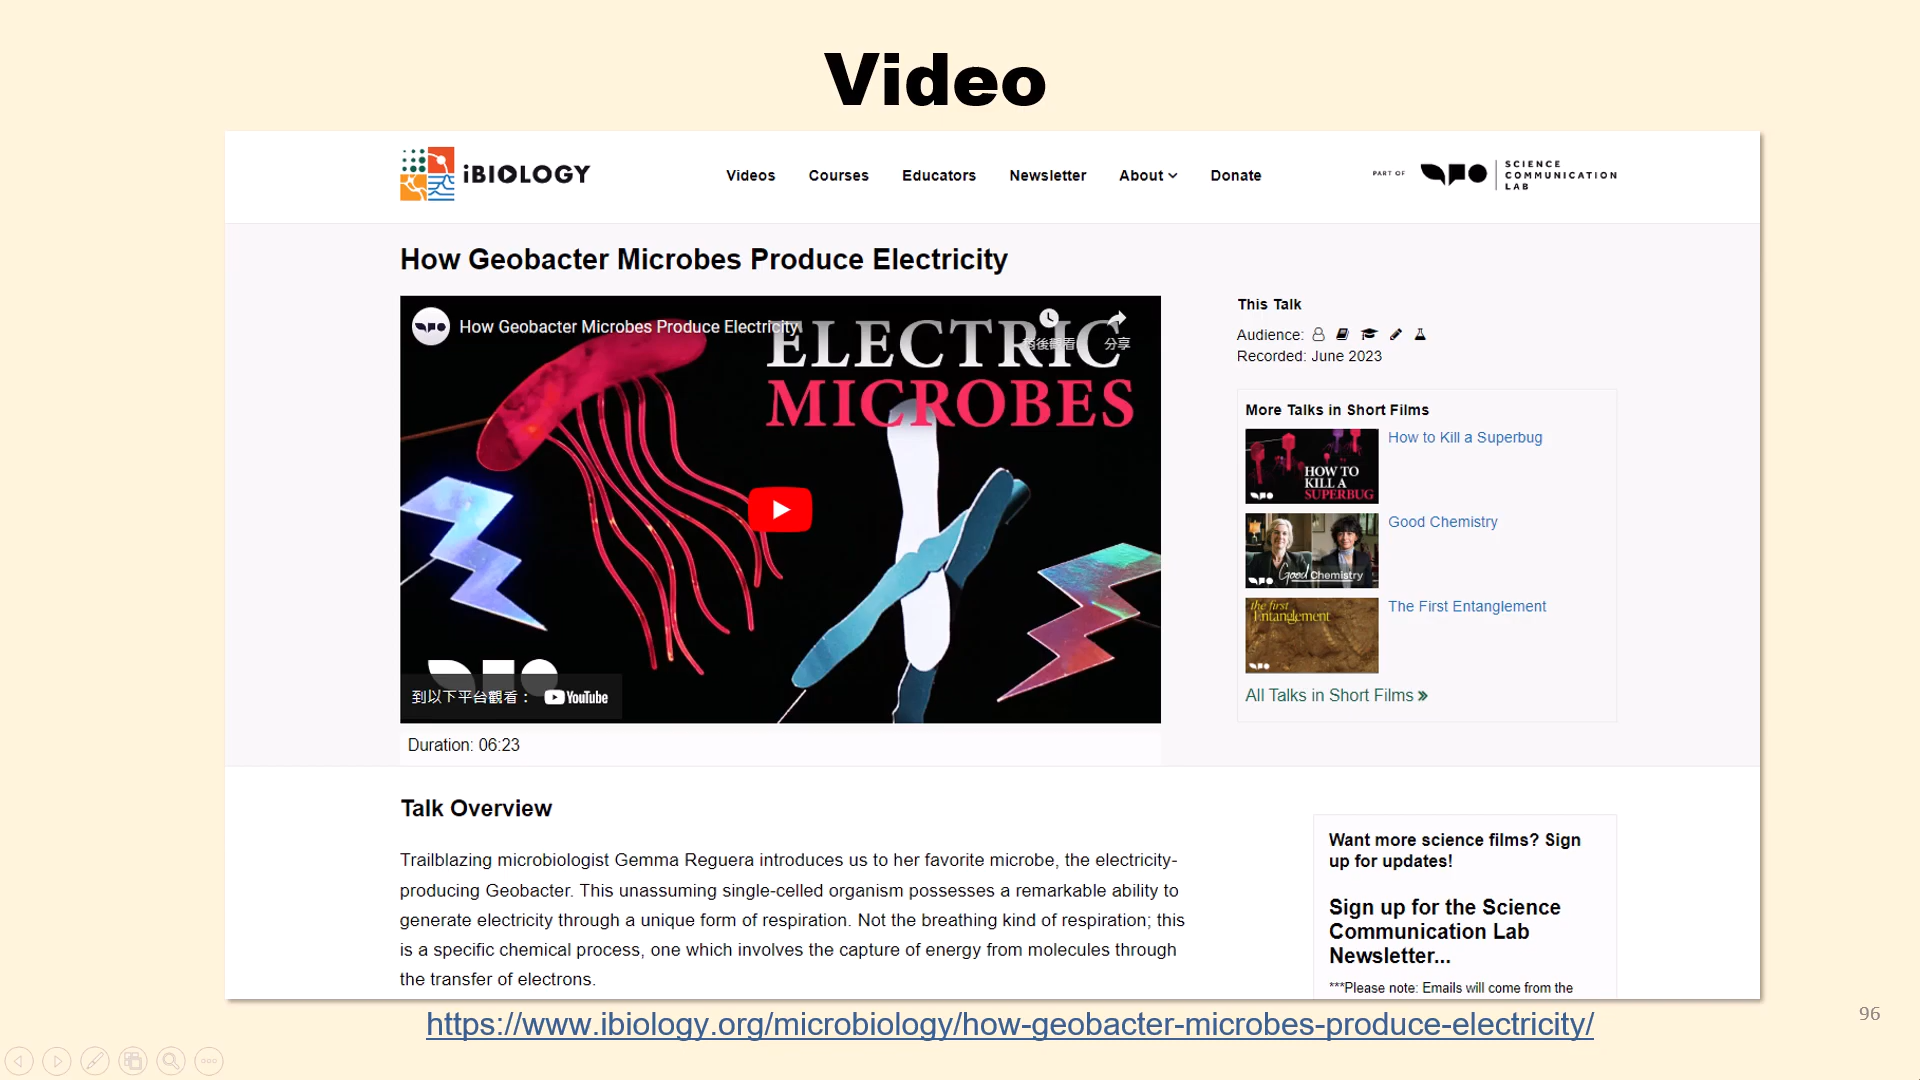 Video
iBIOLOGY
Videos Courses Educators Newsletter About Donate
PART OF
SCIENCE
COMMUNICATION
LAB
How Geobacter Microbes Produce Electricity
How Geobacter Microbes Produce Electricity
ELECTRIC
MICROBES
稍後觀看
分享
到以下平台觀看：
YouTube
Duration: 06:23
This Talk
Audience:
Recorded: June 2023
More Talks in Short Films
HOW TO
KILL A
SUPERBUG
How to Kill a Superbug
Good Chemistry
Good Chemistry
the first
Entanglement
The First Entanglement
All Talks in Short Films
Talk Overview
Trailblazing microbiologist Gemma Reguera introduces us to her favorite microbe, the electricity-
producing Geobacter. This unassuming single-celled organism possesses a remarkable ability to
generate electricity through a unique form of respiration. Not the breathing kind of respiration; this
is a specific chemical process, one which involves the capture of energy from molecules through
the transfer of electrons.
Want more science films? Sign
up for updates!
Sign up for the Science
Communication Lab
Newsletter...
***Please note: Emails will come from the
https://www.ibiology.org/microbiology/how-geobacter-microbes-produce-electricity/
96